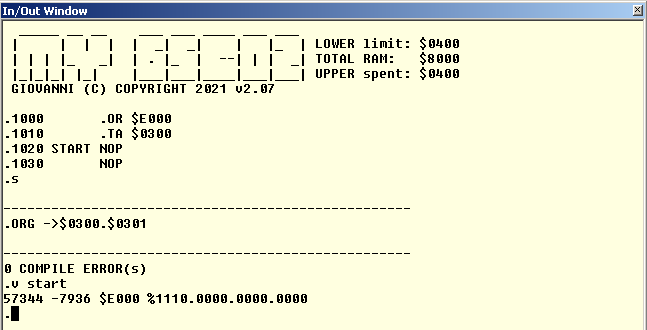 In/Out Window
my 6502
LOWER limit: $0400
TOTAL RAM: $8000
UPPER spent: $0400
GIOVANNI (C) COPYRIGHT 2021 v2.07
.1000 .OR $E000
.1010 .TA $0300
.1020 START NOP
.1030 NOP
.s
---------------------------------------------------
.ORG ->$0300.$0301
---------------------------------------------------
0 COMPILE ERROR(s)
.v start
57344 -7936 $E000 %1110.0000.0000.0000
.